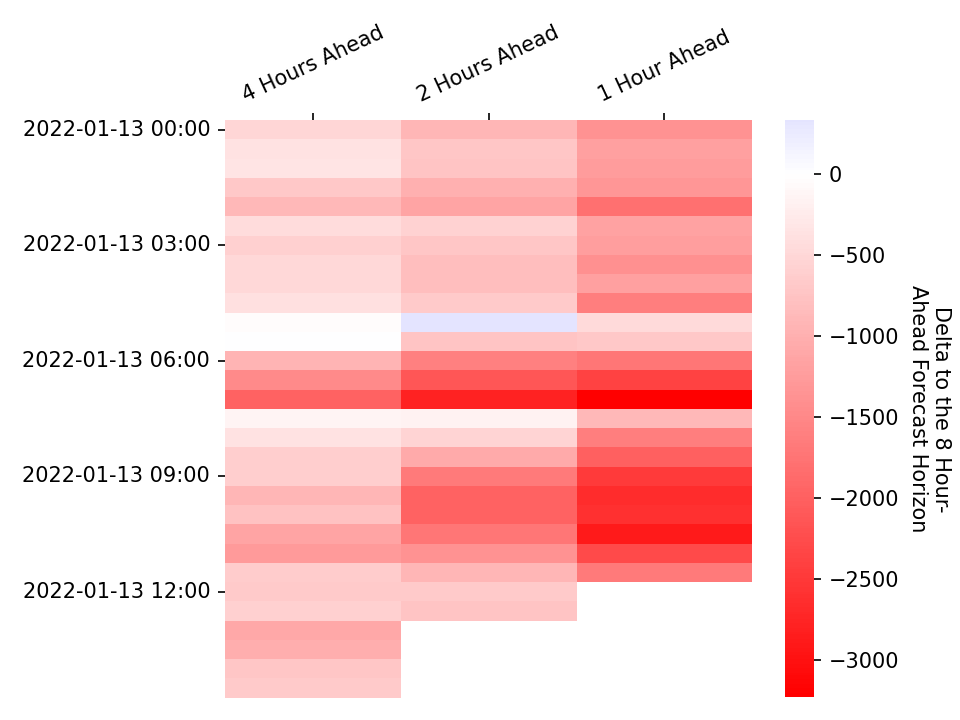 4 Hours Ahead
2 Hours Ahead
1 Hour Ahead
2022-01-13 00:00
2022-01-13 03:00
2022-01-13 06:00
2022-01-13 09:00
2022-01-13 12:00
0
−500
−1000
−1500
−2000
−2500
−3000
Delta to the 8 Hour-
Ahead Forecast Horizon